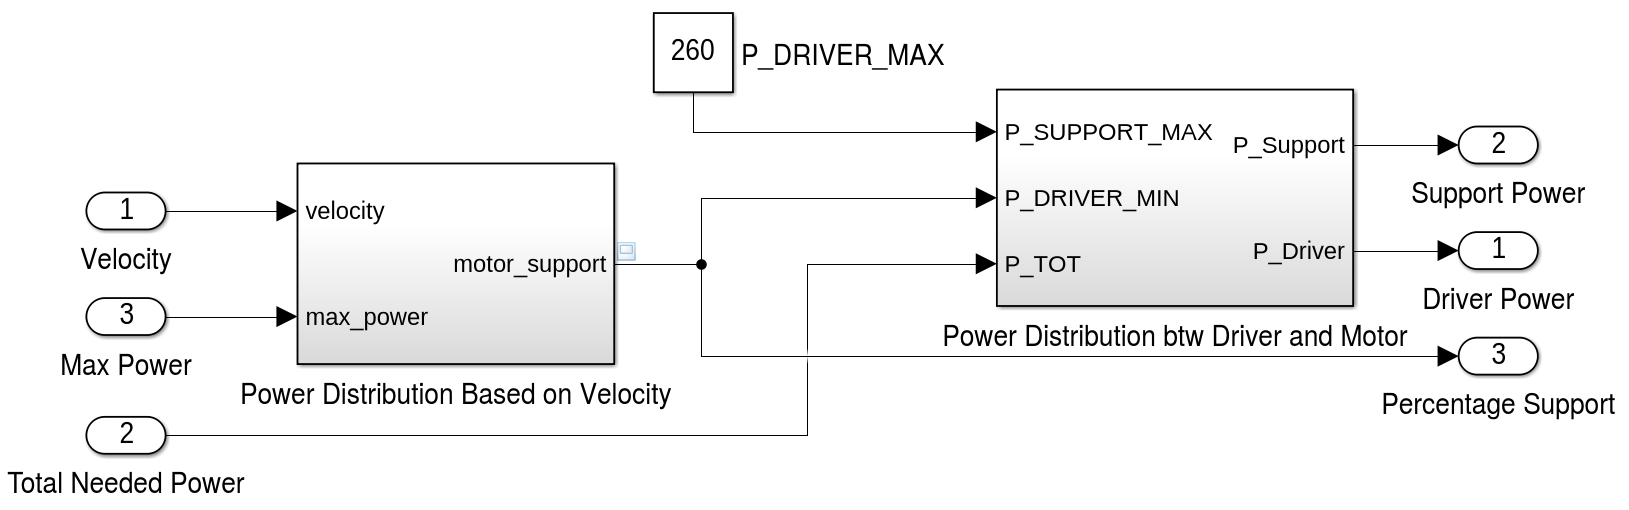 260
P_DRIVER_MAX
P_SUPPORT_MAX
P_Support
2
Support Power
1
velocity
P_DRIVER_MIN
Velocity
motor_support
P_TOT
P_Driver
1
Driver Power
3
max_power
Max Power
Power Distribution btw Driver and Motor
3
Power Distribution Based on Velocity
Percentage Support
2
Total Needed Power